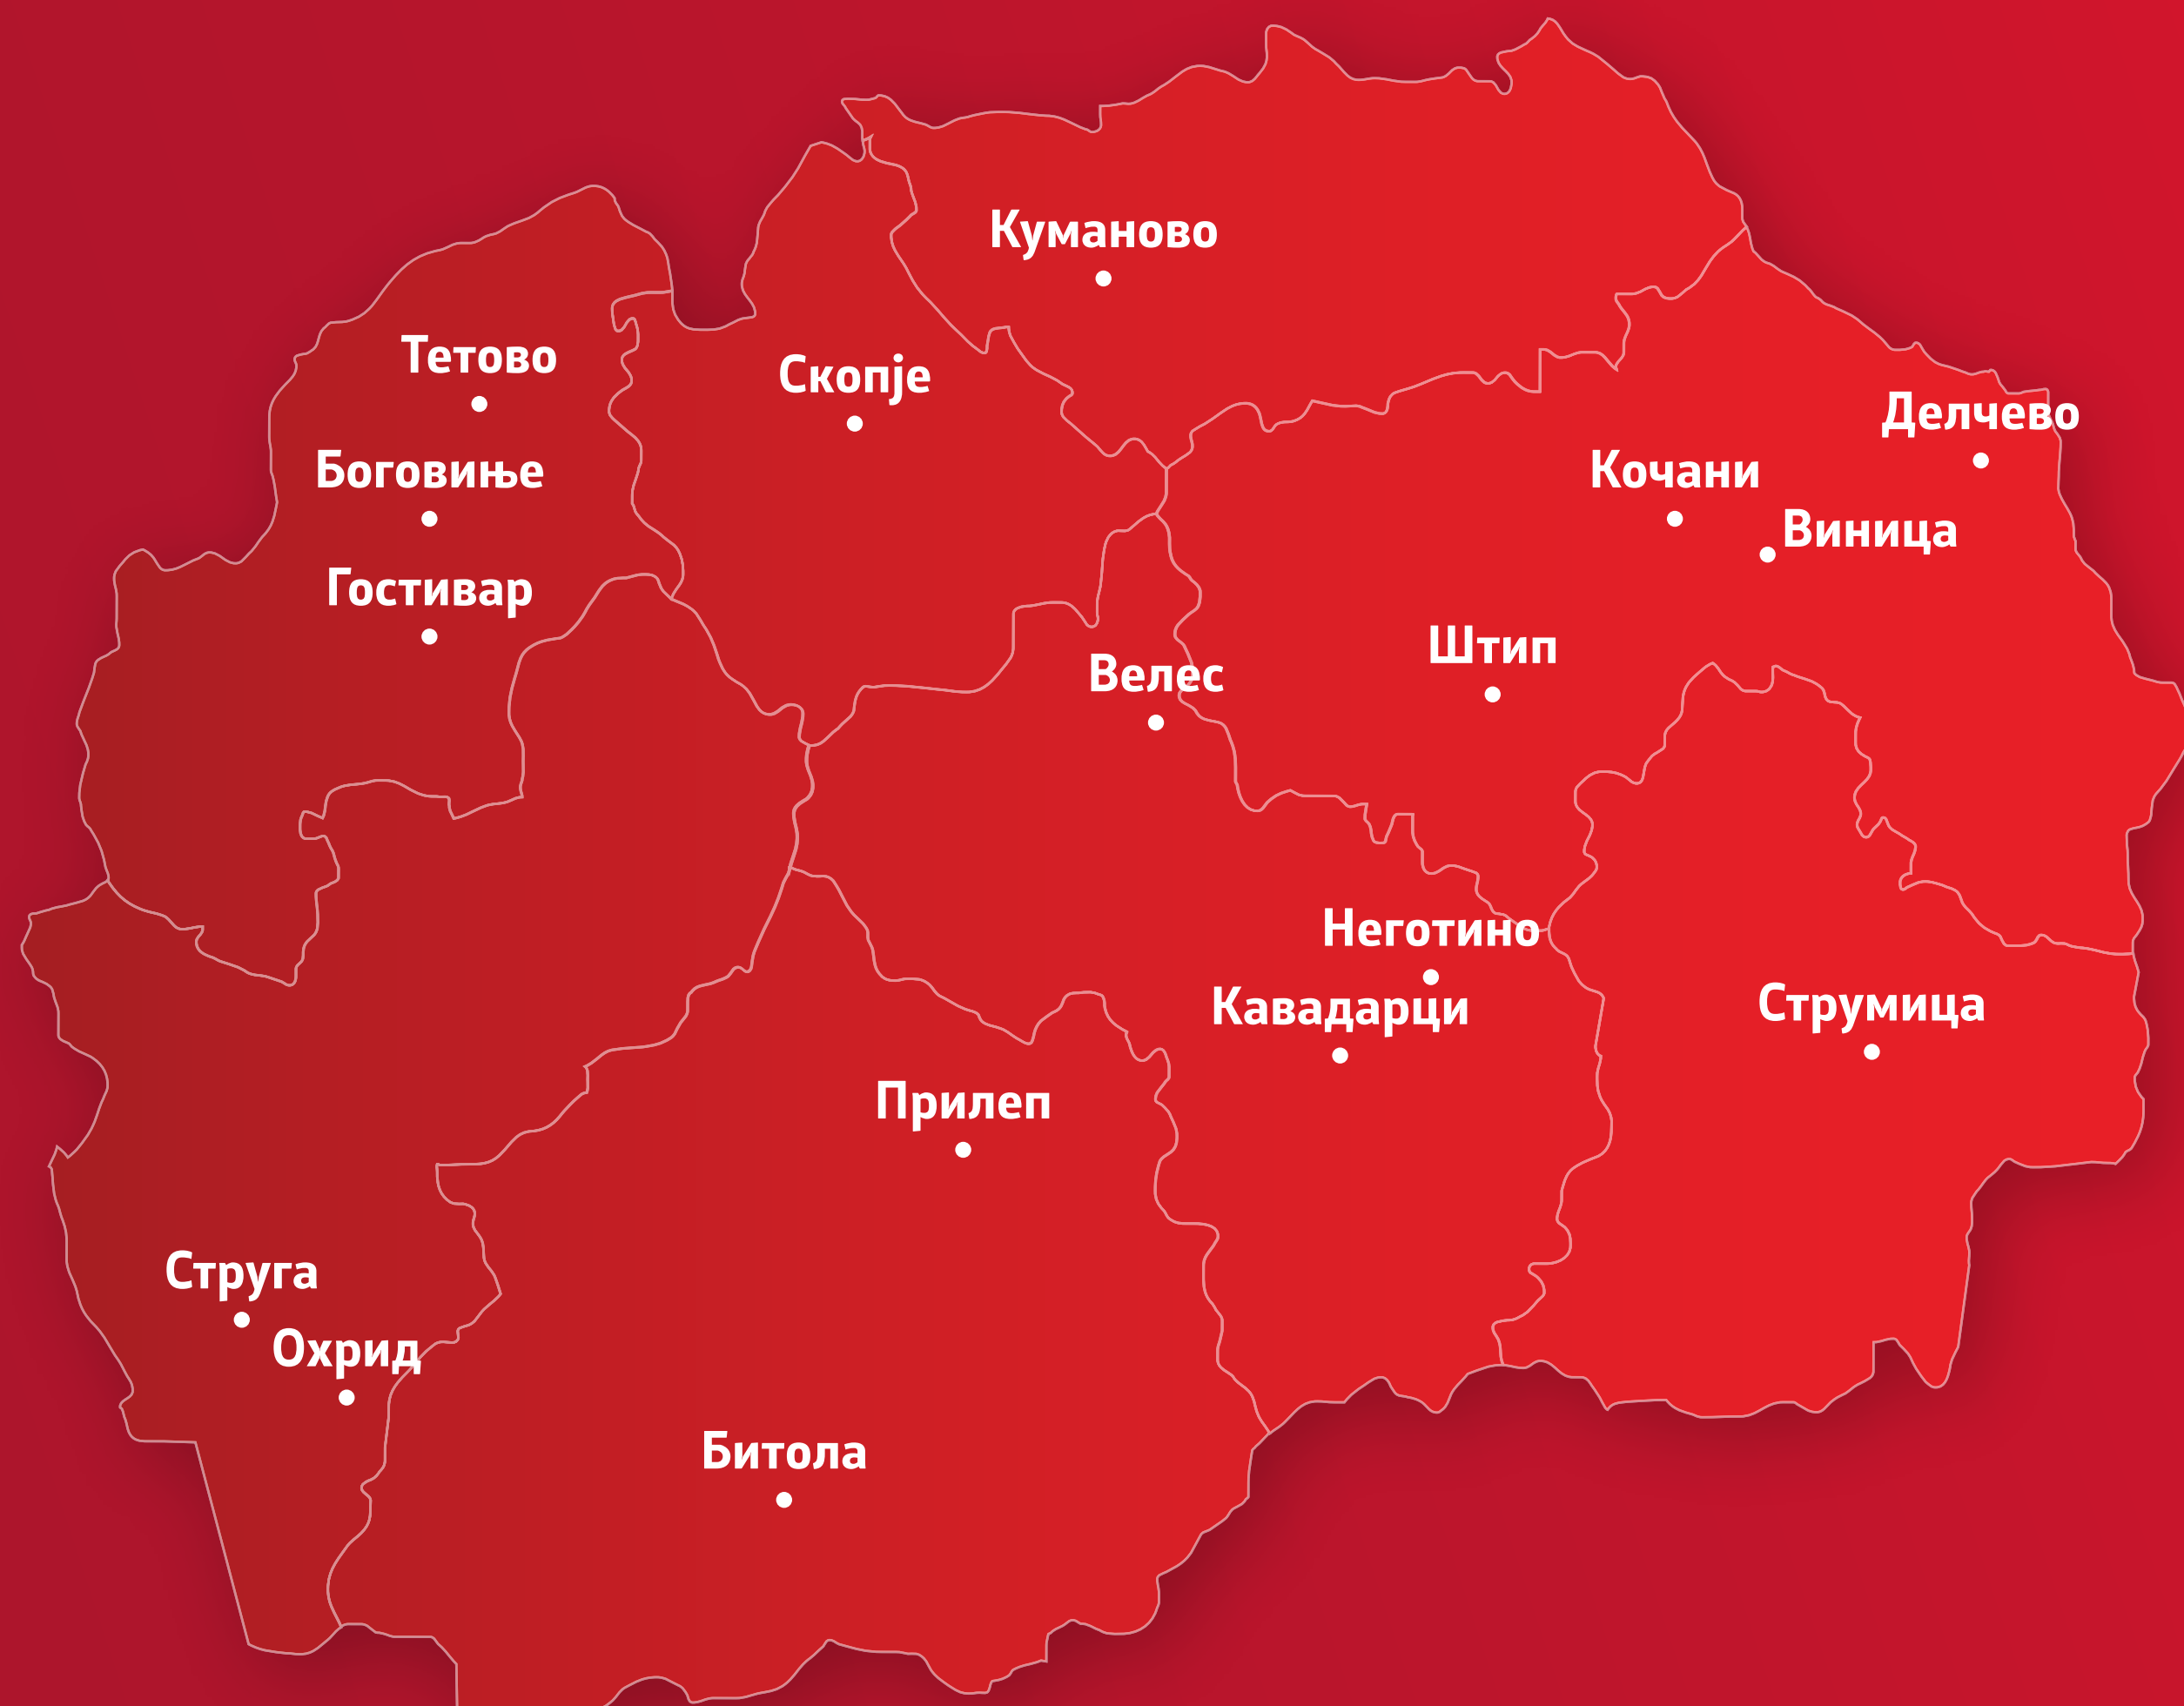 Куманово
Тетово
Скопје
Делчево
Боговиње
Кочани
Виница
Гостивар
Штип
Велес
Неготино
Кавадарци
Струмица
Прилеп
Струга
Охрид
Битола